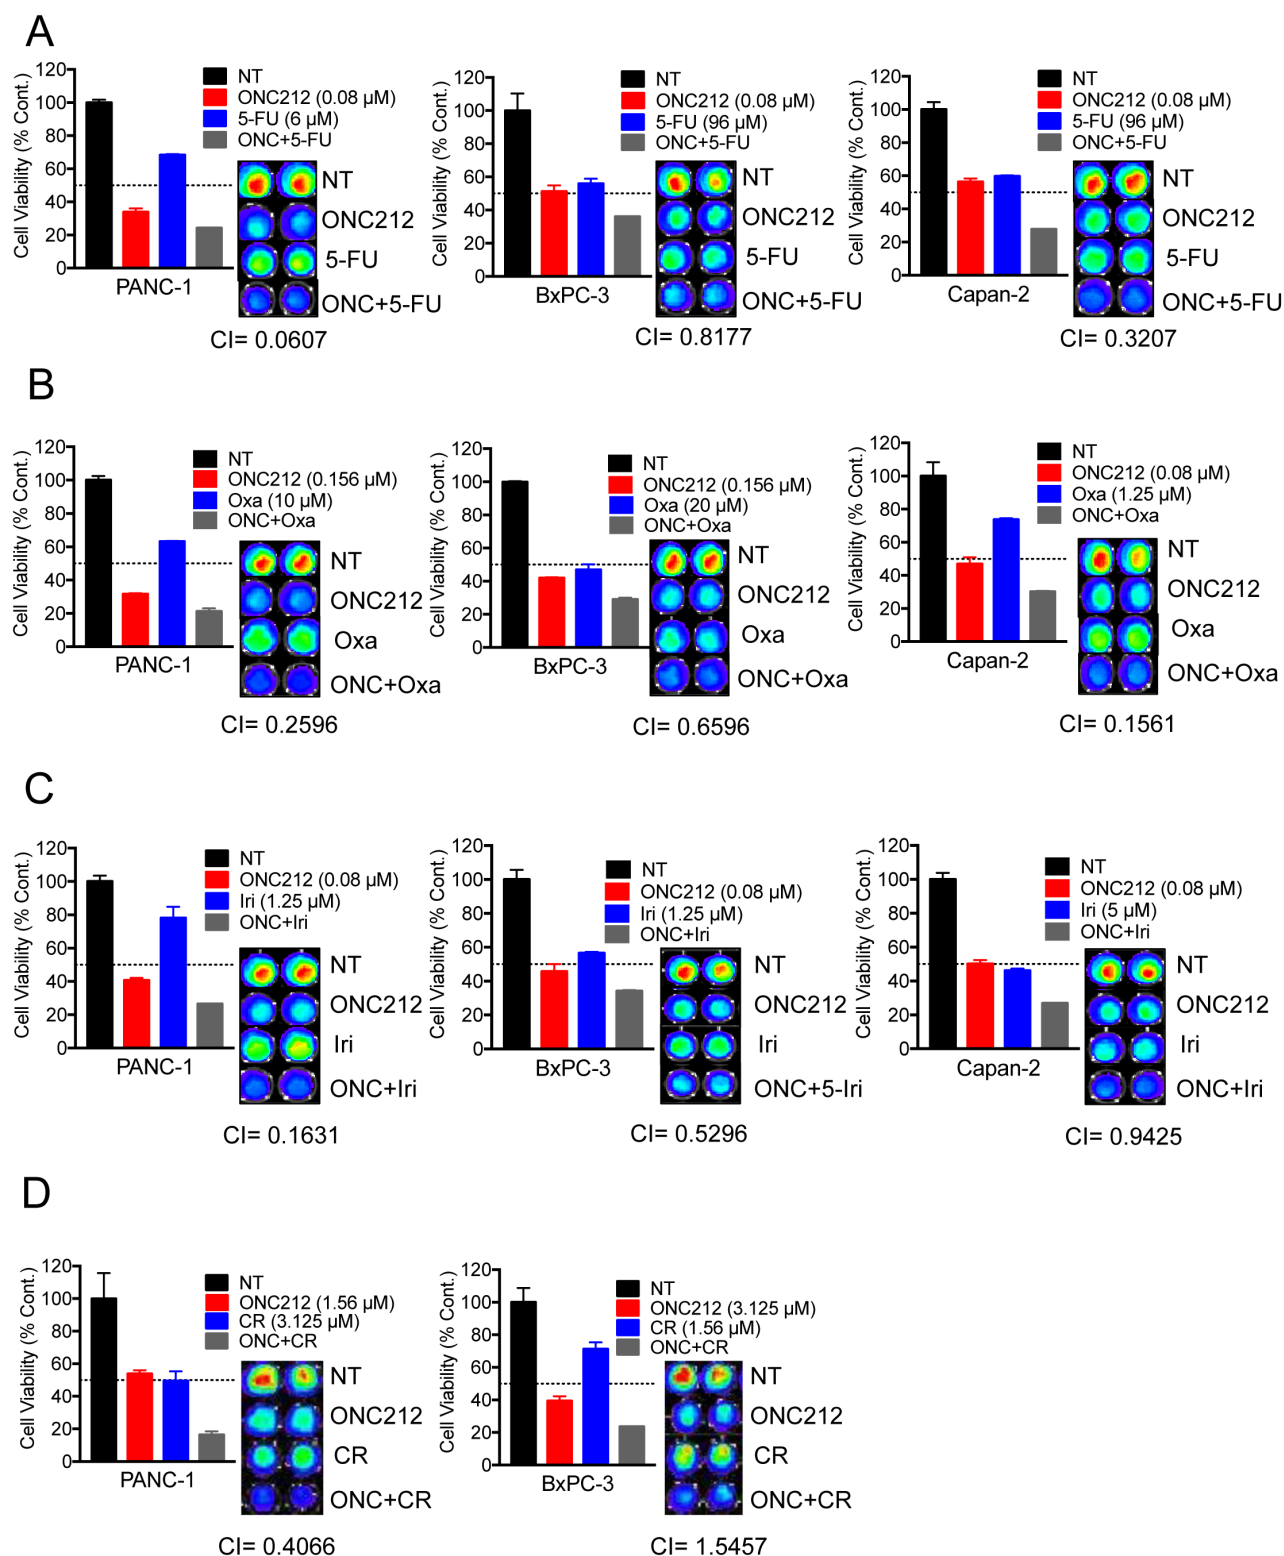 A
Cell Viability (% Cont.)
120
100
80
60
40
20
0
PANC-1
NT
ONC212 (0.08 µM)
5-FU (6 µM)
ONC+5-FU
NT
ONC212
5-FU
ONC+5-FU
CI= 0.0607
Cell Viability (% Cont.)
120
100
80
60
40
20
0
BxPC-3
NT
ONC212 (0.08 µM)
5-FU (96 µM)
ONC+5-FU
NT
ONC212
5-FU
ONC+5-FU
CI= 0.8177
Cell Viability (% Cont.)
120
100
80
60
40
20
0
Capan-2
NT
ONC212 (0.08 µM)
5-FU (96 µM)
ONC+5-FU
NT
ONC212
5-FU
ONC+5-FU
CI= 0.3207
B
Cell Viability (% Cont.)
120
100
80
60
40
20
0
PANC-1
NT
ONC212 (0.156 µM)
Oxa (10 µM)
ONC+Oxa
NT
ONC212
Oxa
ONC+Oxa
CI= 0.2596
Cell Viability (% Cont.)
120
100
80
60
40
20
0
BxPC-3
NT
ONC212 (0.156 µM)
Oxa (20 µM)
ONC+Oxa
NT
ONC212
Oxa
ONC+Oxa
CI= 0.6596
Cell Viability (% Cont.)
120
100
80
60
40
20
0
Capan-2
NT
ONC212 (0.08 µM)
Oxa (1.25 µM)
ONC+Oxa
NT
ONC212
Oxa
ONC+Oxa
CI= 0.1561
C
Cell Viability (% Cont.)
120
100
80
60
40
20
0
PANC-1
NT
ONC212 (0.08 µM)
Iri (1.25 µM)
ONC+Iri
NT
ONC212
Iri
ONC+Iri
CI= 0.1631
Cell Viability (% Cont.)
120
100
80
60
40
20
0
BxPC-3
NT
ONC212 (0.08 µM)
Iri (1.25 µM)
ONC+Iri
NT
ONC212
Iri
ONC+5-Iri
CI= 0.5296
Cell Viability (% Cont.)
120
100
80
60
40
20
0
Capan-2
NT
ONC212 (0.08 µM)
Iri (5 µM)
ONC+Iri
NT
ONC212
Iri
ONC+Iri
CI= 0.9425
D
Cell Viability (% Cont.)
120
100
80
60
40
20
0
PANC-1
NT
ONC212 (1.56 µM)
CR (3.125 µM)
ONC+CR
NT
ONC212
CR
ONC+CR
CI= 0.4066
Cell Viability (% Cont.)
120
100
80
60
40
20
0
BxPC-3
NT
ONC212 (3.125 µM)
CR (1.56 µM)
ONC+CR
NT
ONC212
CR
ONC+CR
CI= 1.5457